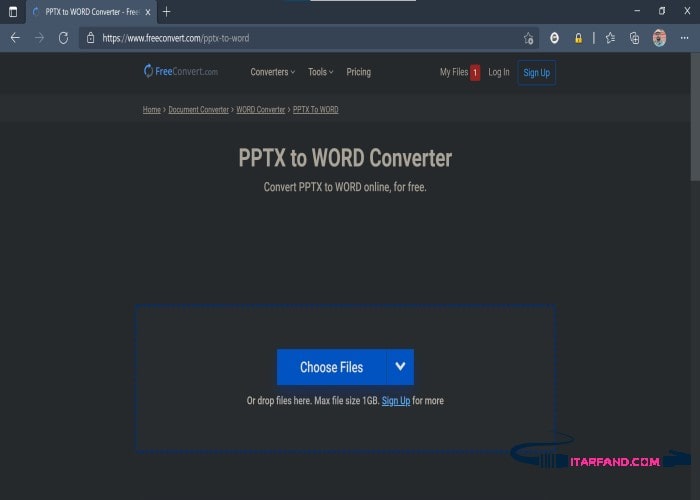 PPTX to WORD Converter - Free
https://www.freeconvert.com/pptx-to-word
FreeConvert.com
Converters
Tools
Pricing
My Files 1
Log In
Sign Up
Home > Document Converter > WORD Converter > PPTX To WORD
PPTX to WORD Converter
Convert PPTX to WORD online, for free.
Choose Files
Or drop files here. Max file size 1GB. Sign Up for more
ITARFAND.COM